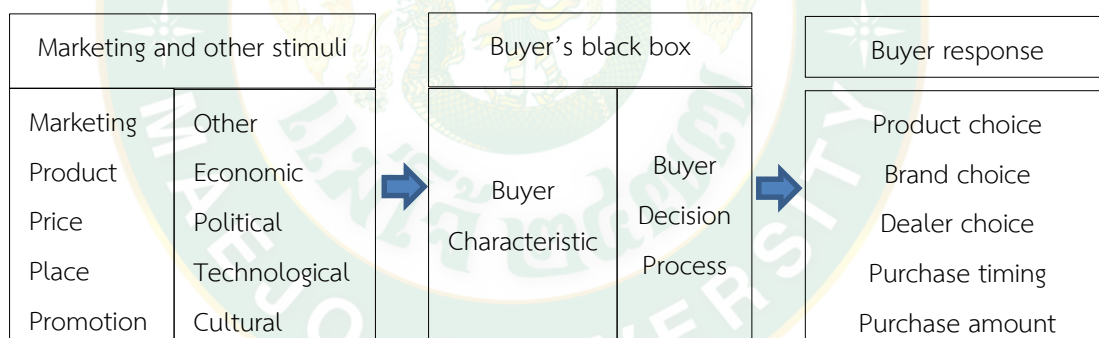 Marketing and other stimuli
Marketing
Product
Price
Place
Promotion
Other
Economic
Political
Technological
Cultural
Buyer’s black box
Buyer
Characteristic
Buyer
Decision
Process
Buyer response
Product choice
Brand choice
Dealer choice
Purchase timing
Purchase amount